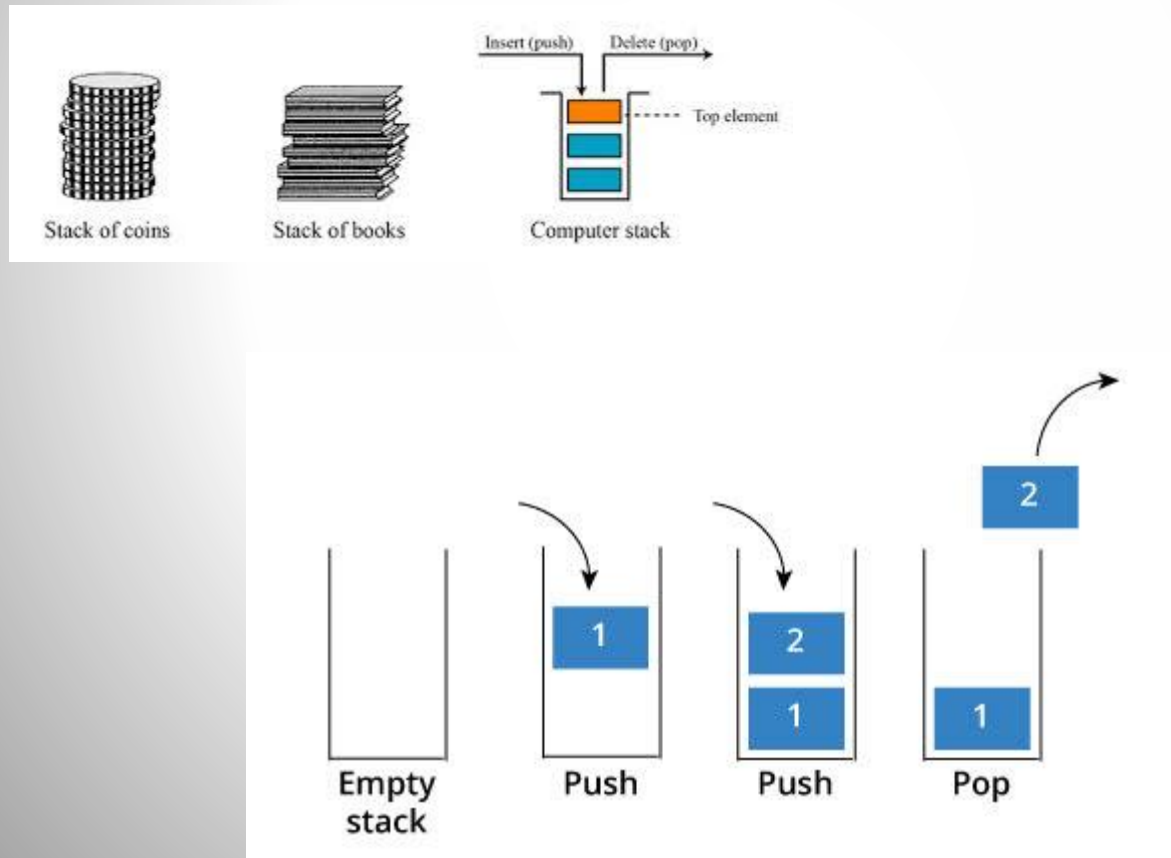 Insert (push)
Delete (pop)
Top element
Stack of coins
Stack of books
Computer stack
2
1
2
1
1
Empty
stack
Push
Push
Pop